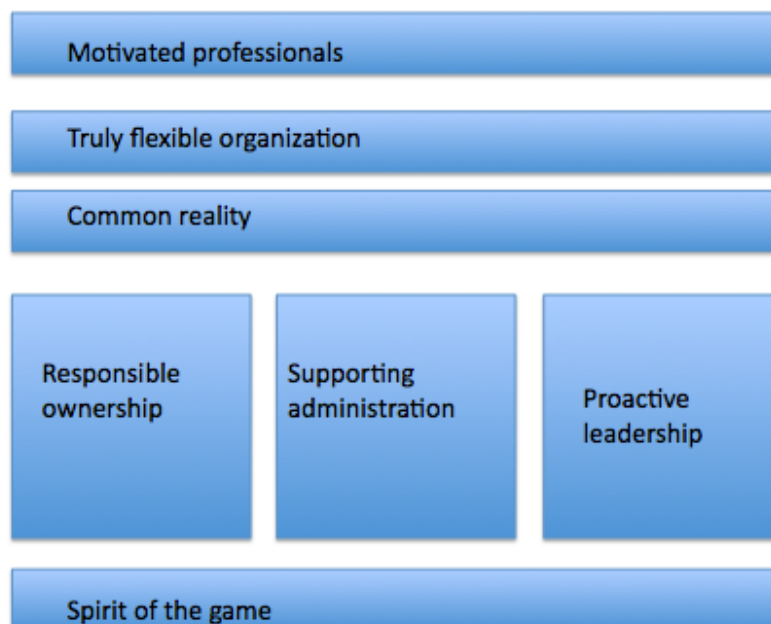 Motivated professionals
Truly flexible organization
Common reality
Responsible
ownership
Supporting
administration
Proactive
leadership
Spirit of the game